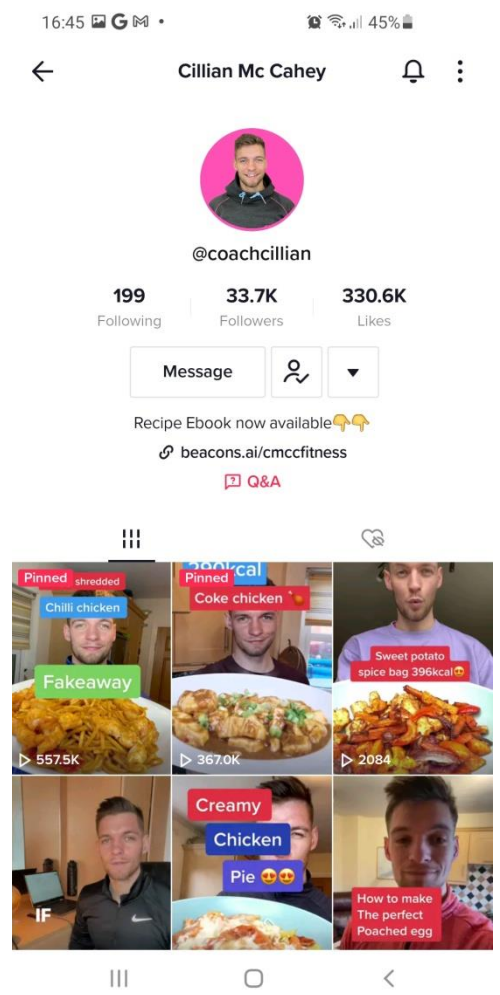 16:45
45%
Cillian Mc Cahey
@coachcillian
199 33.7K 330.6K
Following Followers Likes
Message
Recipe Ebook now available👇👇
beacons.ai/cmccfitness
Q&A
Pinned shredded
Chilli chicken
Fakeaway
557.5K
290kcal
Pinned
Coke chicken
367.0K
Sweet potato
spice bag 396kcal😍
2084
IF
Creamy
Chicken
Pie 😍😍
How to make
The perfect
Poached egg